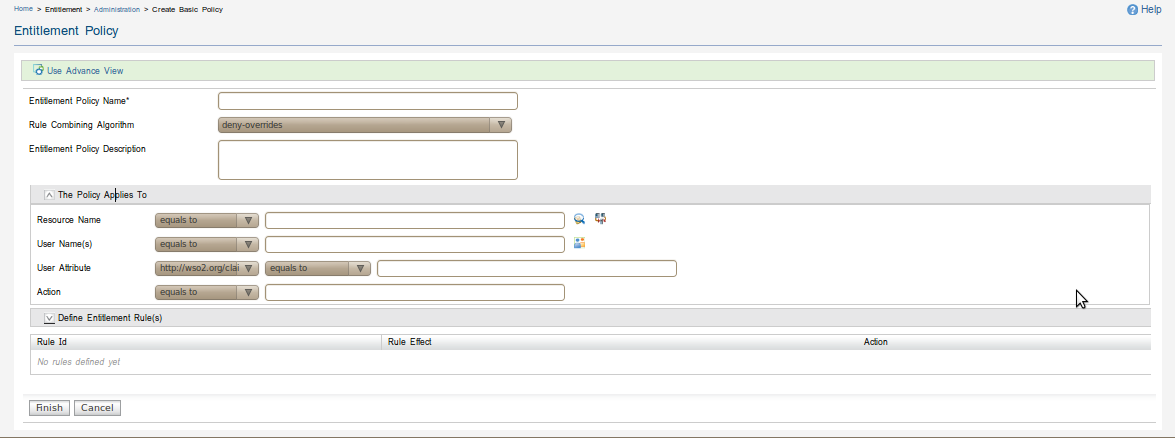 Home > Entitlement > Administration > Create Basic Policy
Help
Entitlement Policy
Use Advance View
Entitlement Policy Name*
Rule Combining Algorithm deny-overrides
Entitlement Policy Description
The Policy Applies To
Resource Name equals to
User Name(s) equals to
User Attribute http://wso2.org/clai equals to
Action equals to
Define Entitlement Rule(s)
Rule Id Rule Effect Action
No rules defined yet
Finish Cancel